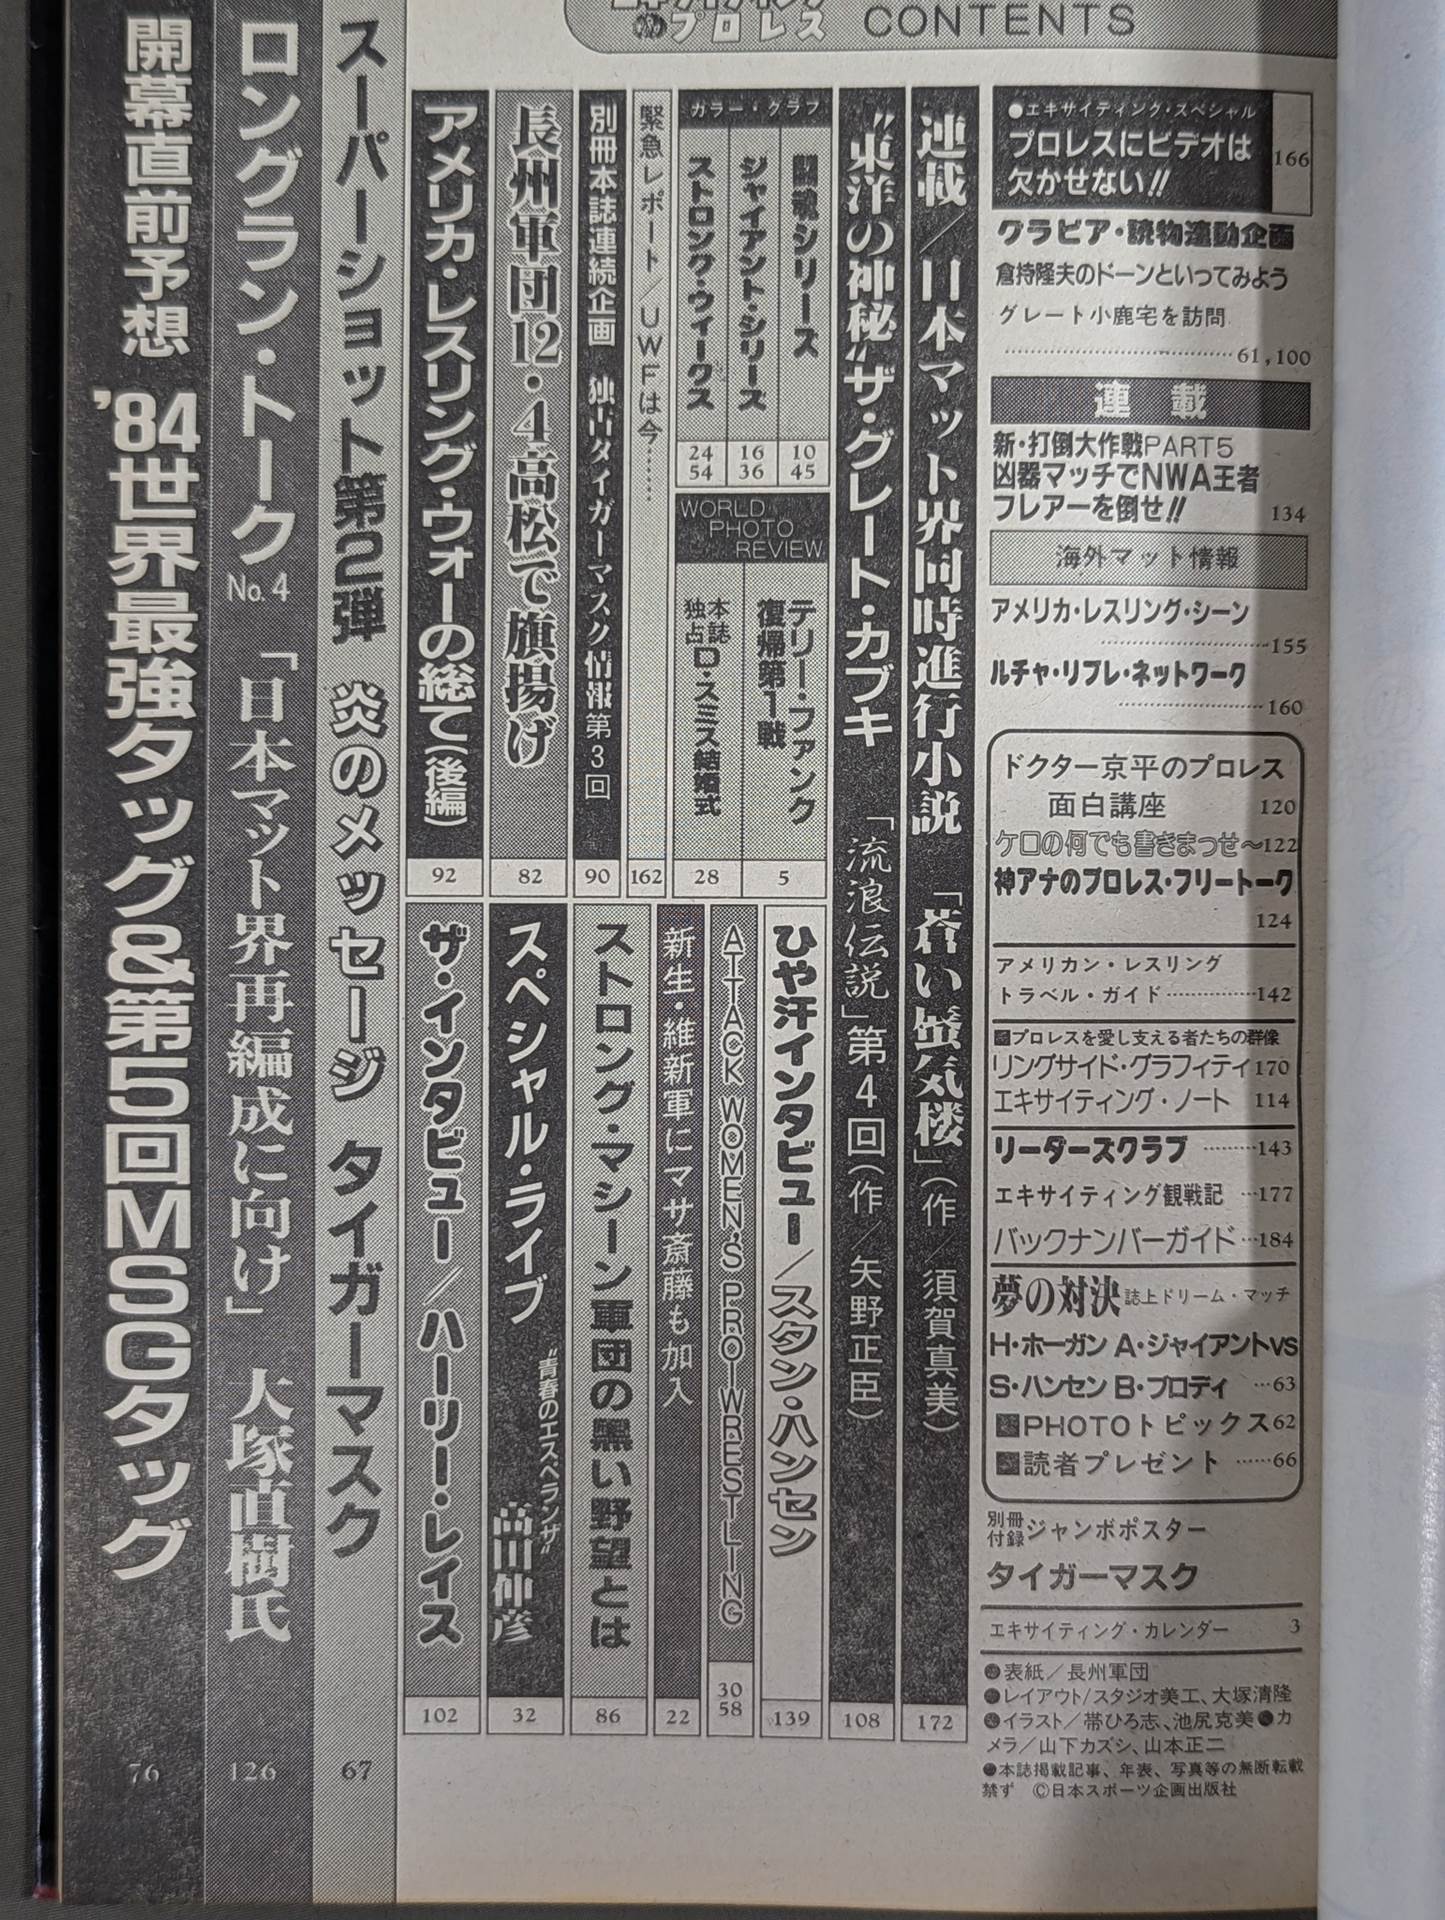 プロレス CONTENTS
●エキサイティング・スペシャル
プロレスにビデオは
欠かせない!! 166
グラビア・読物連動企画
倉持隆夫のドーンといってみよう
グレート小鹿宅を訪問
61,100
連載
新・打倒大作戦PART5
凶器マッチでNWA王者
フレアーを倒せ!! 134
海外マット情報
アメリカ・レスリング・シーン
155
ルチャ・リブレ・ネットワーク
160
ドクター京平のプロレス
面白講座 120
ケロの何でも書きまっせ〜122
神アナのプロレス・フリートーク
124
アメリカン・レスリング
トラベル・ガイド 142
プロレスを愛し支える者たちの群像
リングサイド・グラフィティ 170
エキサイティング・ノート 114
リーダーズクラブ 143
エキサイティング観戦記 177
バックナンバーガイド 184
夢の対決 誌上ドリーム・マッチ
H・ホーガン A・ジャイアントVS
S・ハンセン B・ブロディ 63
PHOTOトピックス62
読者プレゼント 66
別冊付録 ジャンボポスター
タイガーマスク
エキサイティング・カレンダー 3
●表紙/長州軍団
●レイアウト/スタジオ美工、大塚清隆
●イラスト/帯ひろ志、池尻克美●カ
メラ/山下カズシ、山本正二
●本誌掲載記事、年表、写真等の無断転載
禁ず ©日本スポーツ企画出版社
連載/日本マット界同時進行小説 「蒼い蜃気楼」(作/須賀真美) 172
"東洋の神秘"ザ・グレート・カブキ 「流浪伝説」第4回(作/矢野正臣) 108
カラー・グラフ
闘魂シリーズ 10 45
ジャイアント・シリーズ 16 36
ストロング・ウィークス 24 54
WORLD
PHOTO
REVIEW
テリー・ファンク
復帰第1戦 5
本誌独占 D・スミス結婚式 28
緊急レポート/UWFは今…… 162
別冊本誌連続企画 独占タイガーマスク情報第3回 90
長州軍団12・4高松で旗揚げ 82
アメリカ・レスリング・ウォーの総て(後編) 92
ひや汗インタビュー/スタン・ハンセン 139
ATTACK WOMEN'S PROIWRESTLING 30 58
新生・維新軍にマサ斎藤も加入 22
ストロング・マシーン軍団の黒い野望とは 86
スペシャル・ライブ "青春のエスペランサ" 高田伸彦 32
ザ・インタビュー/ハーリー・レイス 102
スーパーショット第2弾 炎のメッセージ タイガーマスク 67
ロングラン・トーク No.4 「日本マット界再編成に向け」 大塚直樹氏 126
開幕直前予想 '84世界最強タッグ&第5回MSGタッグ 76